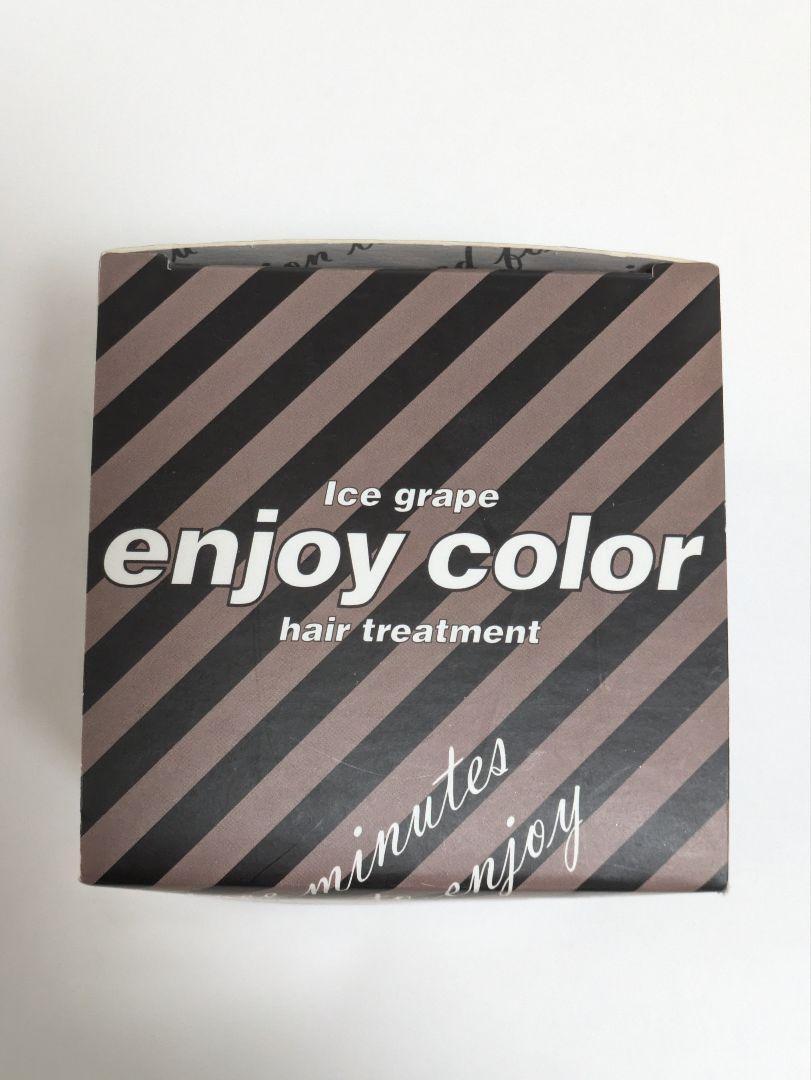 Ice grape
enjoy color
hair treatment
minutes
enjoy